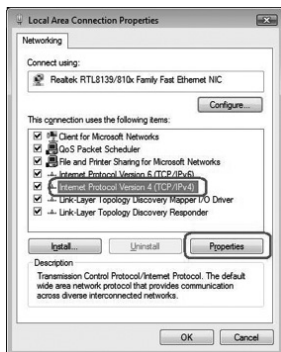 Local Area Connection Properties
Networking
Connect using:
Realtek RTL8139/810x Family Fast Ethernet NIC
Configure...
This connection uses the following items:
Client for Microsoft Networks
QoS Packet Scheduler
File and Printer Sharing for Microsoft Networks
Internet Protocol Version 6 (TCP/IPv6)
Internet Protocol Version 4 (TCP/IPv4)
Link-Layer Topology Discovery Mapper I/O Driver
Link-Layer Topology Discovery Responder
Install...
Uninstall
Properties
Description
Transmission Control Protocol/Internet Protocol. The default
wide area network protocol that provides communication
across diverse interconnected networks.
OK
Cancel